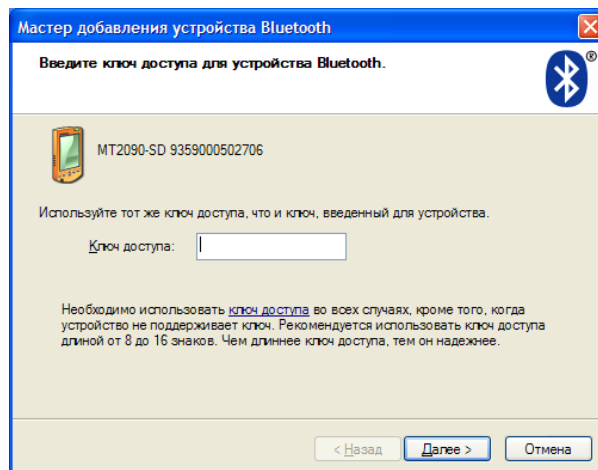 Мастер добавления устройства Bluetooth
Введите ключ доступа для устройства Bluetooth.
®
MT2090-SD 9359000502706
Используйте тот же ключ доступа, что и ключ, введенный для устройства.
Ключ доступа:
Необходимо использовать ключ доступа во всех случаях, кроме того, когда
устройство не поддерживает ключ. Рекомендуется использовать ключ доступа
длиной от 8 до 16 знаков. Чем длиннее ключ доступа, тем он надежнее.
< Назад Далее > Отмена